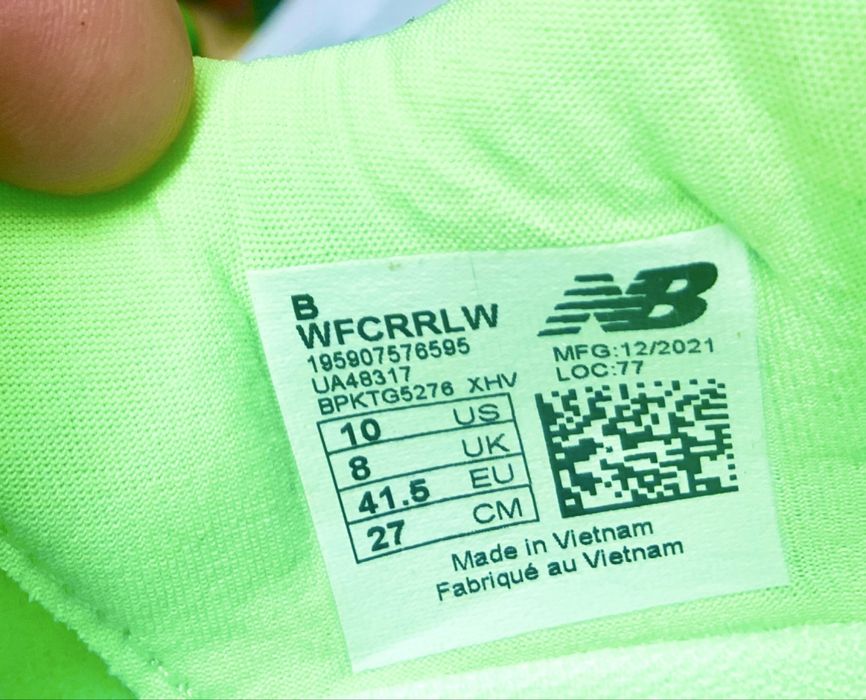 B
WFCRRLW
195907576595
UA48317
BPKTG5276 XHV
10 US
8 UK
41.5 EU
27 CM
NB
MFG:12/2021
LOC:77
Made in Vietnam
Fabriqué au Vietnam